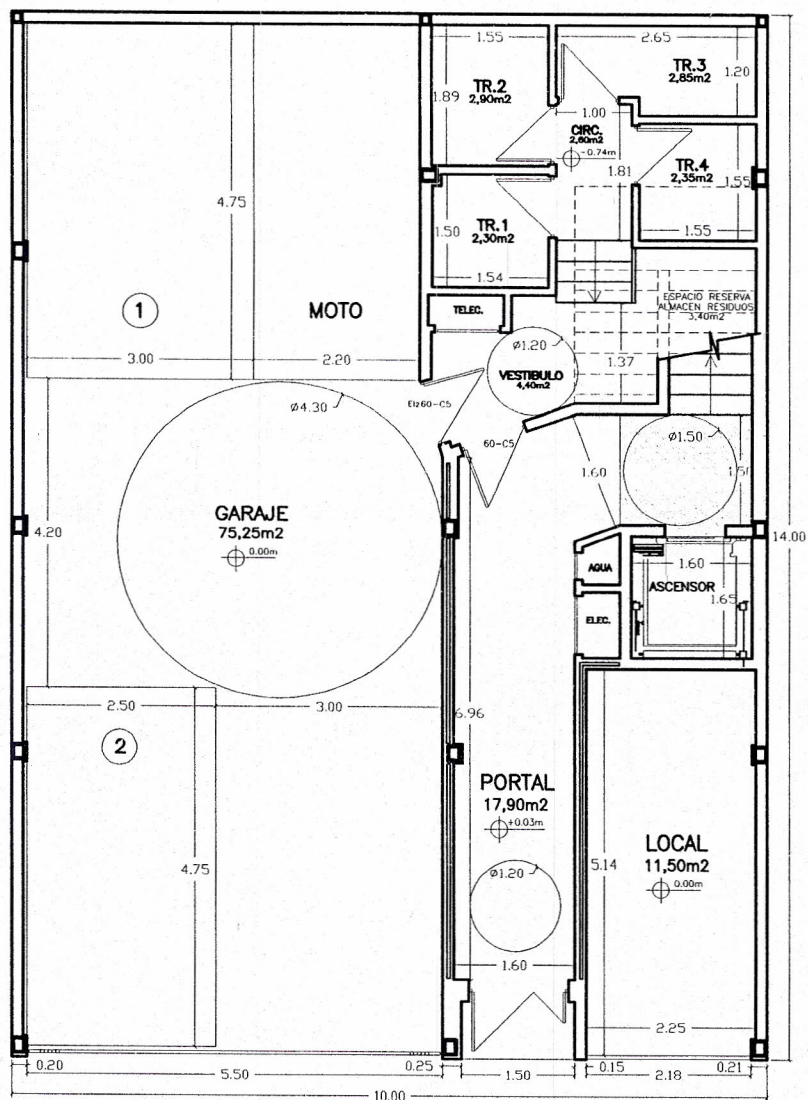 1.55
2.65
TR.2
2,90m2
TR.3
2,85m2
1.20
1.89
1.00
CIRC.
2,60m2
-0.74m
TR.4
2,35m2
1.55
1.81
4.75
1.50
TR.1
2,30m2
1.54
1.55
1
MOTO
TELEC.
ESPACIO RESERVA
ALMACEN RESIDUOS
3,40m2
Ø1.20
3.00
2.20
VESTIBULO
4,40m2
1.37
Ø4.30
EI260-C5
60-C5
Ø1.50
1.60
4.20
GARAJE
75,25m2
0.00m
14.00
AGUA
1.60
ASCENSOR
1.65
ELEC.
2.50
3.00
6.96
2
PORTAL
17,90m2
+0.03m
LOCAL
11,50m2
0.00m
5.14
4.75
Ø1.20
1.60
2.25
0.20
5.50
0.25
1.50
0.15
2.18
0.21
10.00